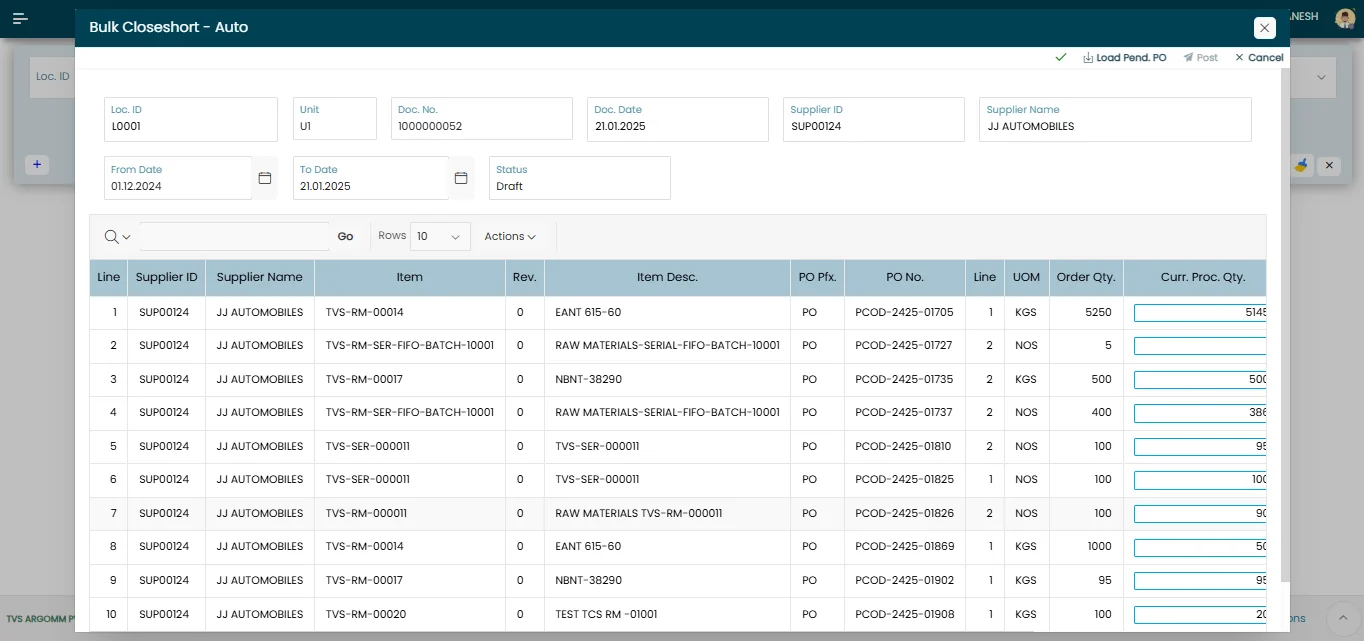 Bulk Closeshort - Auto
Load Pend. PO Post Cancel
Loc. ID
Loc. ID Unit Doc. No. Doc. Date Supplier ID Supplier Name
L0001 U1 1000000052 21.01.2025 SUP00124 JJ AUTOMOBILES
From Date To Date Status
01.12.2024 21.01.2025 Draft
Go Rows 10 Actions
Line Supplier ID Supplier Name Item Rev. Item Desc. PO Pfx. PO No. Line UOM Order Qty. Curr. Proc. Qty.
1 SUP00124 JJ AUTOMOBILES TVS-RM-00014 0 EANT 615-60 PO PCOD-2425-01705 1 KGS 5250 5145
2 SUP00124 JJ AUTOMOBILES TVS-RM-SER-FIFO-BATCH-10001 0 RAW MATERIALS-SERIAL-FIFO-BATCH-10001 PO PCOD-2425-01727 2 NOS 5
3 SUP00124 JJ AUTOMOBILES TVS-RM-00017 0 NBNT-38290 PO PCOD-2425-01735 2 KGS 500 500
4 SUP00124 JJ AUTOMOBILES TVS-RM-SER-FIFO-BATCH-10001 0 RAW MATERIALS-SERIAL-FIFO-BATCH-10001 PO PCOD-2425-01737 2 NOS 400 386
5 SUP00124 JJ AUTOMOBILES TVS-SER-000011 0 TVS-SER-000011 PO PCOD-2425-01810 2 NOS 100 95
6 SUP00124 JJ AUTOMOBILES TVS-SER-000011 0 TVS-SER-000011 PO PCOD-2425-01825 1 NOS 100 100
7 SUP00124 JJ AUTOMOBILES TVS-RM-000011 0 RAW MATERIALS TVS-RM-000011 PO PCOD-2425-01826 2 NOS 100 90
8 SUP00124 JJ AUTOMOBILES TVS-RM-00014 0 EANT 615-60 PO PCOD-2425-01869 1 KGS 1000 50
9 SUP00124 JJ AUTOMOBILES TVS-RM-00017 0 NBNT-38290 PO PCOD-2425-01902 1 KGS 95 95
10 SUP00124 JJ AUTOMOBILES TVS-RM-00020 0 TEST TCS RM -01001 PO PCOD-2425-01908 1 KGS 100 20
TVS ARGOMM